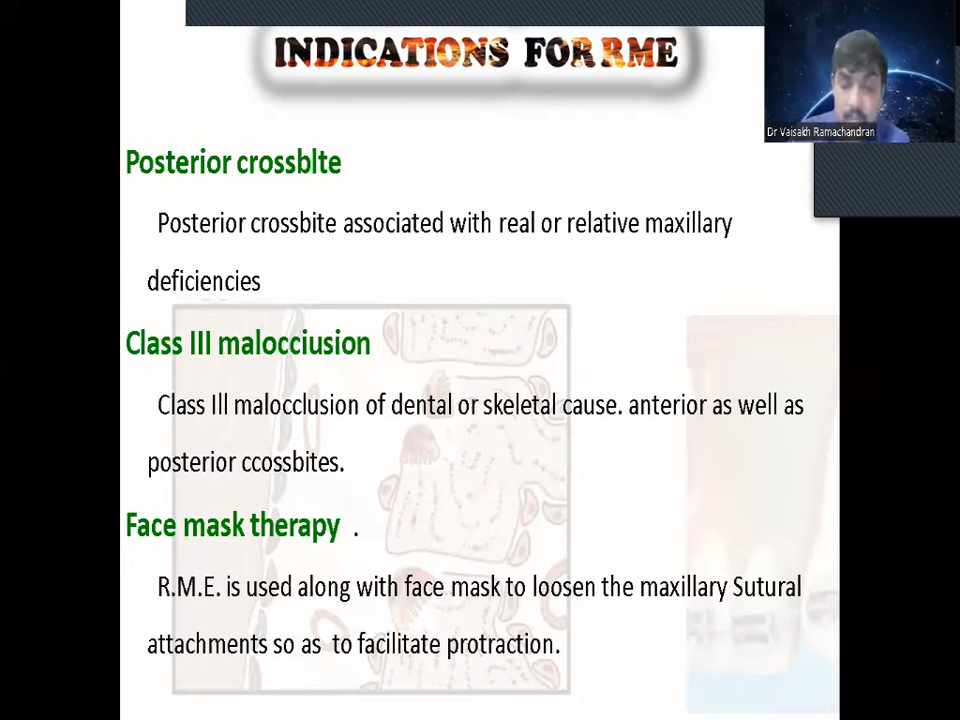 INDICATIONS FOR RME
Dr Vaisakh Ramachandran
Posterior crossblte
Posterior crossbite associated with real or relative maxillary
deficiencies
Class III malocciusion
Class Ill malocclusion of dental or skeletal cause. anterior as well as
posterior ccossbites.
Face mask therapy .
R.M.E. is used along with face mask to loosen the maxillary Sutural
attachments so as to facilitate protraction.